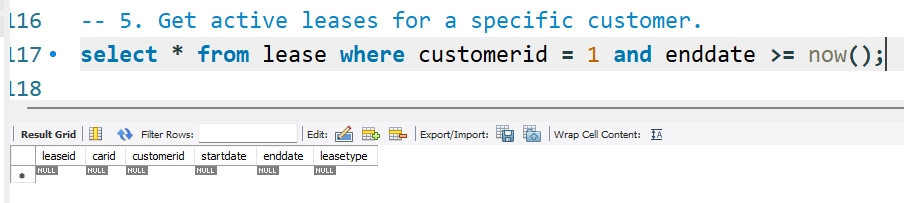 116 -- 5. Get active leases for a specific customer.
117 select * from lease where customerid = 1 and enddate >= now();
118
Result Grid Filter Rows: Edit: Export/Import: Wrap Cell Content:
leaseid carid customerid startdate enddate leasetype
* NULL NULL NULL NULL NULL NULL